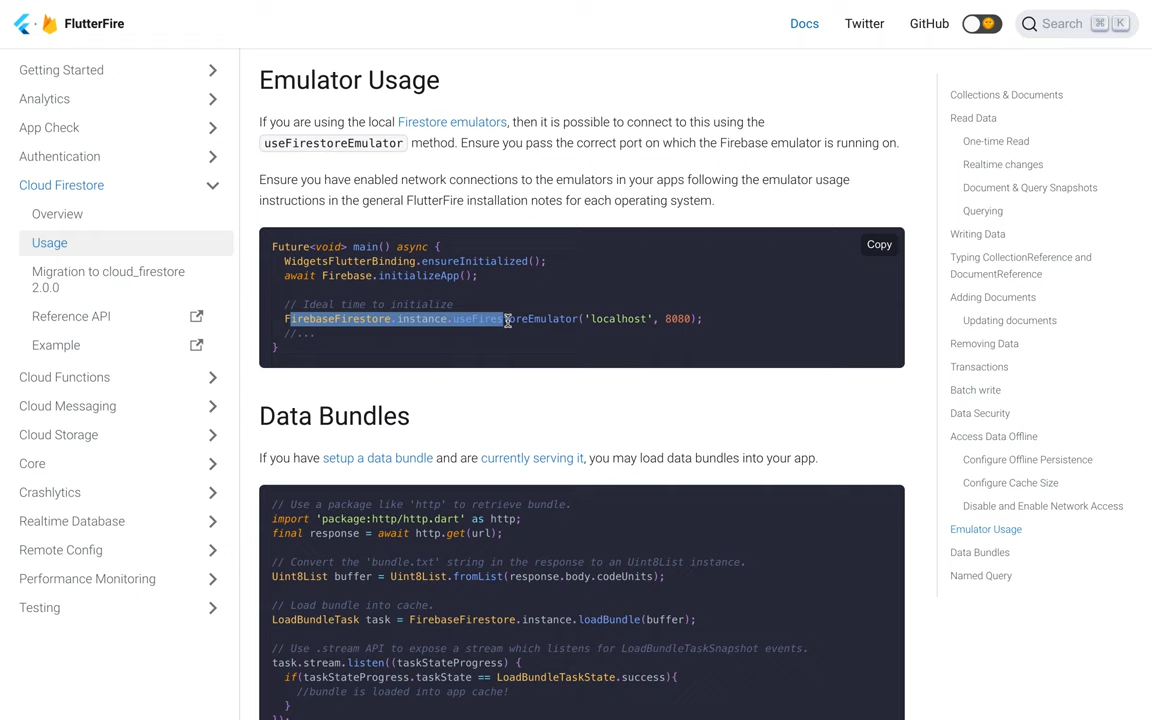 FlutterFire
Docs
Twitter
GitHub
Search
⌘
K
Getting Started
Analytics
App Check
Authentication
Cloud Firestore
Overview
Usage
Migration to cloud_firestore
2.0.0
Reference API
Example
Cloud Functions
Cloud Messaging
Cloud Storage
Core
Crashlytics
Realtime Database
Remote Config
Performance Monitoring
Testing
Emulator Usage
If you are using the local Firestore emulators, then it is possible to connect to this using the
useFirestoreEmulator method. Ensure you pass the correct port on which the Firebase emulator is running on.
Ensure you have enabled network connections to the emulators in your apps following the emulator usage
instructions in the general FlutterFire installation notes for each operating system.
Copy
Future<void> main() async {
WidgetsFlutterBinding.ensureInitialized();
await Firebase.initializeApp();
// Ideal time to initialize
FirebaseFirestore.instance.useFirestoreEmulator('localhost', 8080);
//...
}
Data Bundles
If you have setup a data bundle and are currently serving it, you may load data bundles into your app.
// Use a package like 'http' to retrieve bundle.
import 'package:http/http.dart' as http;
final response = await http.get(url);
// Convert the 'bundle.txt' string in the response to an Uint8List instance.
Uint8List buffer = Uint8List.fromList(response.body.codeUnits);
// Load bundle into cache.
LoadBundleTask task = FirebaseFirestore.instance.loadBundle(buffer);
// Use .stream API to expose a stream which listens for LoadBundleTaskSnapshot events.
task.stream.listen((taskStateProgress) {
if(taskStateProgress.taskState == LoadBundleTaskState.success){
//bundle is loaded into app cache!
}
});
Collections & Documents
Read Data
One-time Read
Realtime changes
Document & Query Snapshots
Querying
Writing Data
Typing CollectionReference and
DocumentReference
Adding Documents
Updating documents
Removing Data
Transactions
Batch write
Data Security
Access Data Offline
Configure Offline Persistence
Configure Cache Size
Disable and Enable Network Access
Emulator Usage
Data Bundles
Named Query